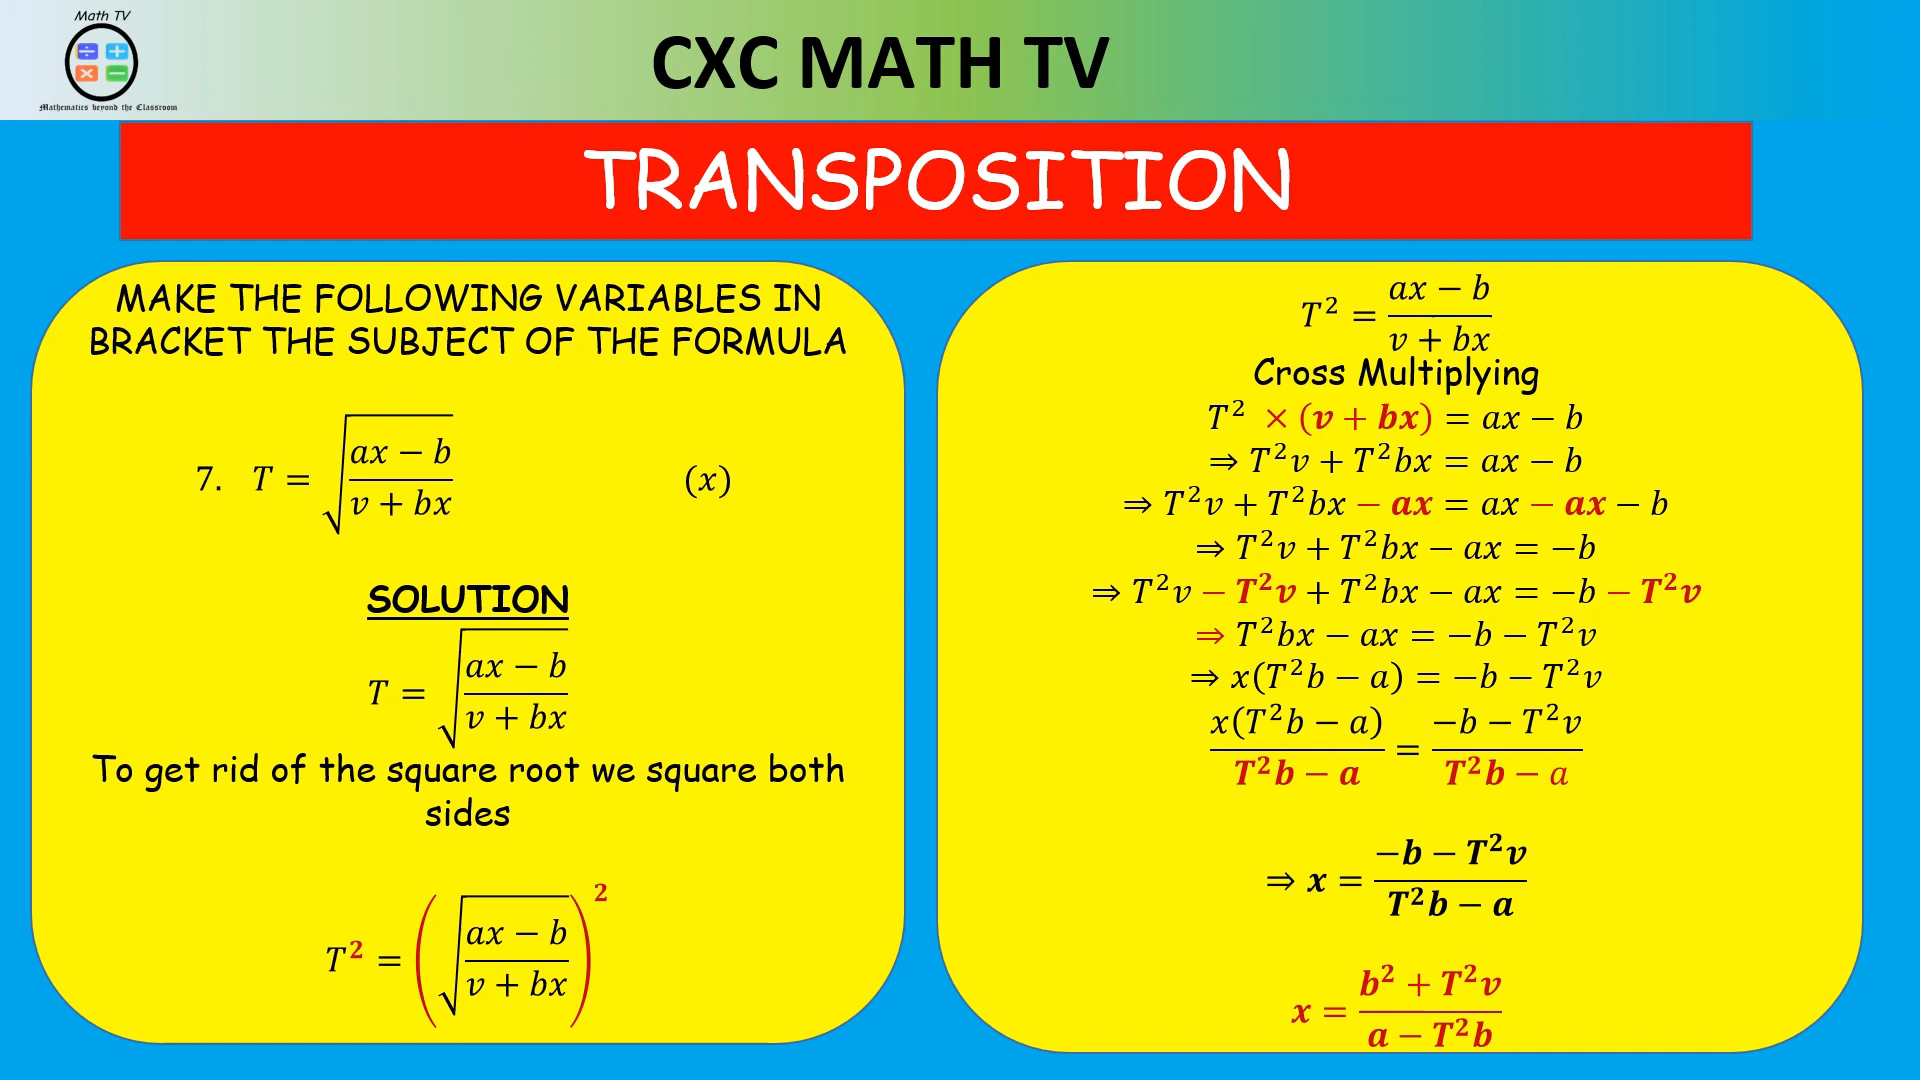 Math TV
Mathematics beyond the Classroom
CXC MATH TV
TRANSPOSITION
MAKE THE FOLLOWING VARIABLES IN
BRACKET THE SUBJECT OF THE FORMULA
7. T = √((ax − b)/(v + bx)) (x)
SOLUTION
T = √((ax − b)/(v + bx))
To get rid of the square root we square both
sides
T² = (√((ax − b)/(v + bx)))²
T² = (ax − b)/(v + bx)
Cross Multiplying
T² × (v + bx) = ax − b
⇒ T²v + T²bx = ax − b
⇒ T²v + T²bx − ax = ax − ax − b
⇒ T²v + T²bx − ax = −b
⇒ T²v − T²v + T²bx − ax = −b − T²v
⇒ T²bx − ax = −b − T²v
⇒ x(T²b − a) = −b − T²v
x(T²b − a)/(T²b − a) = (−b − T²v)/(T²b − a)
⇒ x = (−b − T²v)/(T²b − a)
x = (b² + T²v)/(a − T²b)